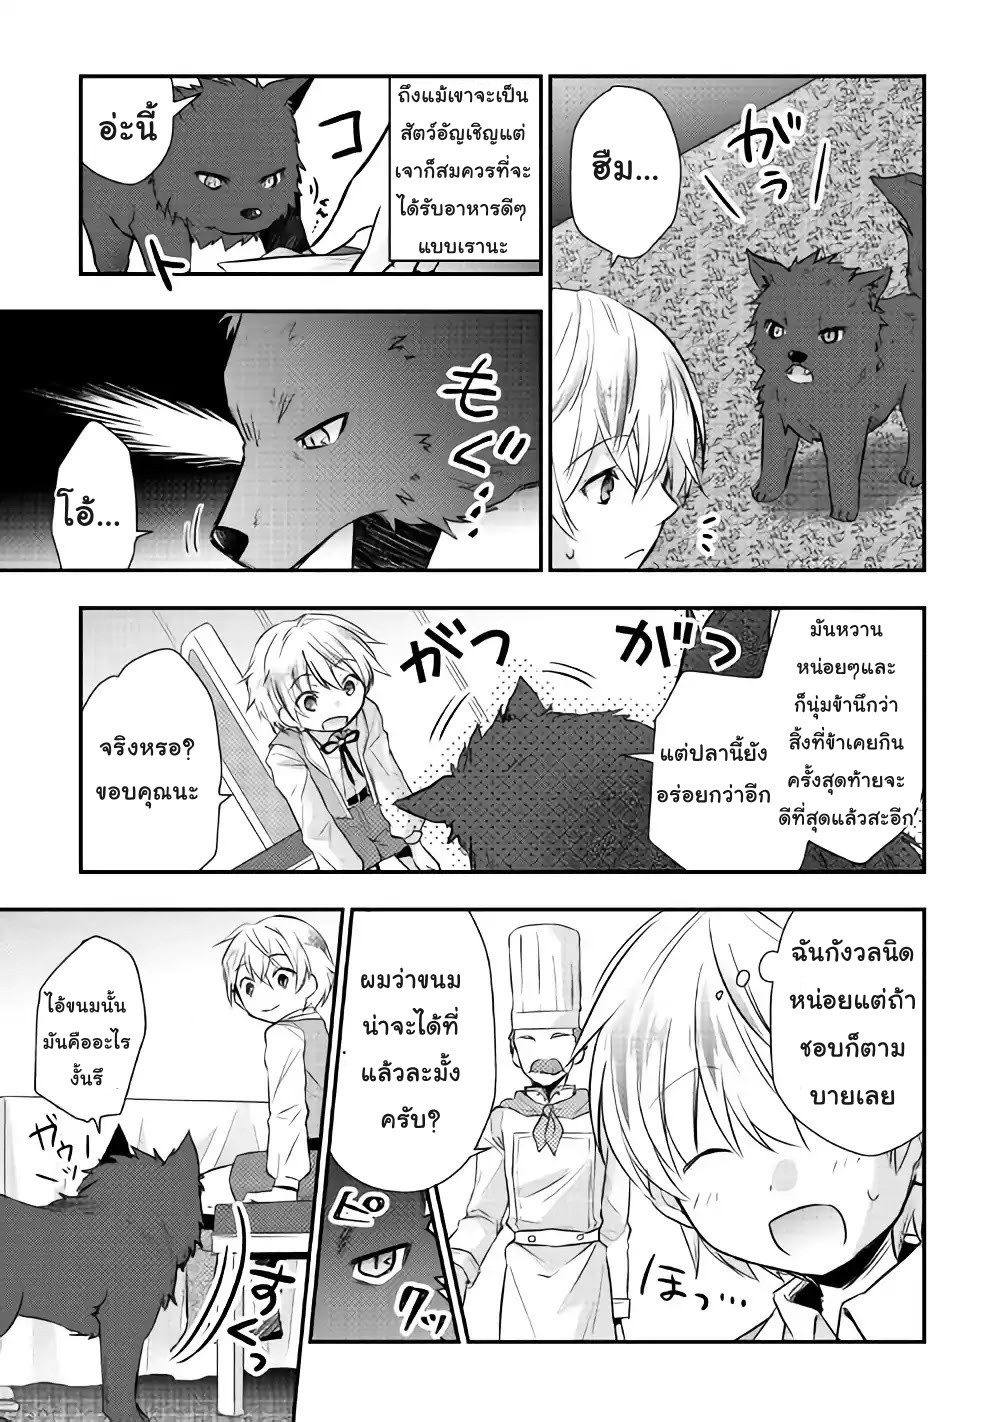 ฮืม...
がぅぅ
ถึงแม้เขาจะเป็น
สัตว์อัญเชิญแต่
เจาก็สมควรที่จะ
ได้รับอาหารดีๆ
แบบเรานะ
コト
อ่ะนี้
もぐ
โอ้...
มันหวาน
หน่อยๆและ
ก็นุ่มข้านึกว่า
สิ่งที่ข้าเคยกิน
ครั้งสุดท้ายจะ
ดีที่สุดแล้วสะอีก
แต่ปลานี้ยัง
อร่อยกว่าอีก
がつ
がつ
จริงหรอ?
ขอบคุณนะ
ฉันกังวลนิด
หน่อยแต่ถ้า
ชอบก็ตาม
บายเลย
ほっ...
ผมว่าขนม
น่าจะได้ที่
แล้วละมั้ง
ครับ?
ピクッ
ไอ้ขนมนั้น
มันคืออะไร
งั้นรึ
ガゥー
すくっ